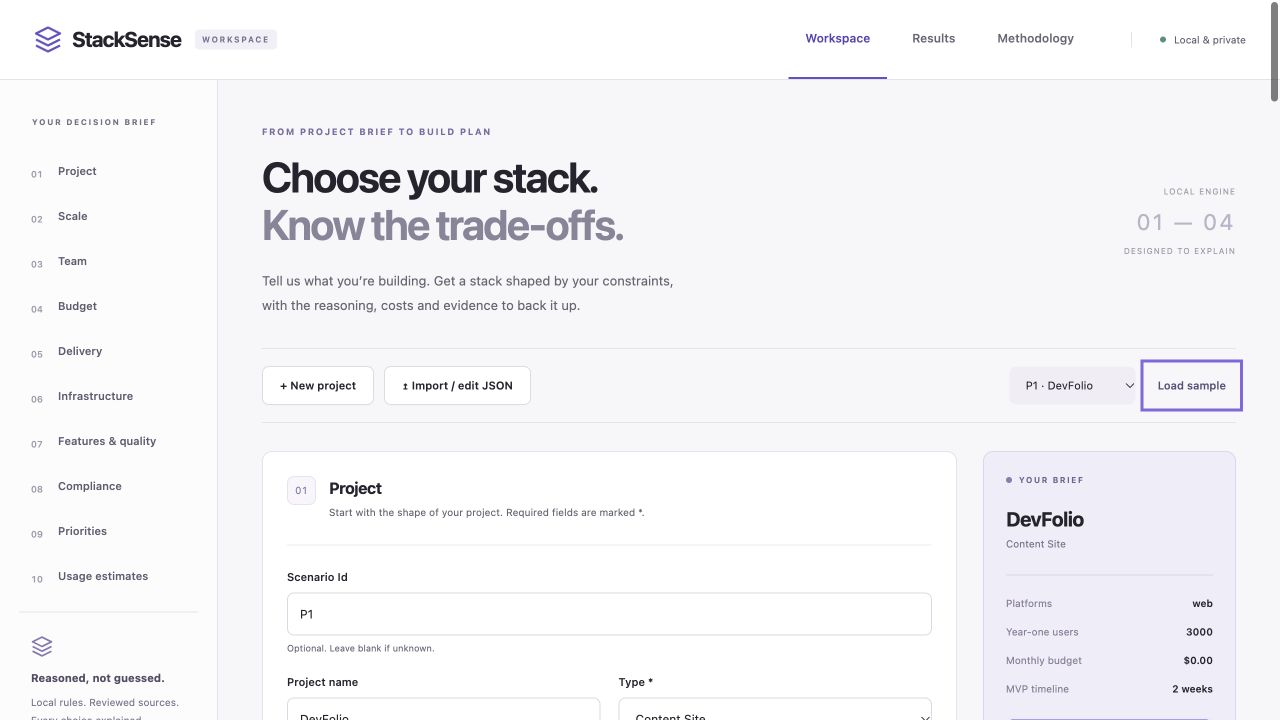 StackSense
WORKSPACE
Workspace
Results
Methodology
Local & private
YOUR DECISION BRIEF
01 Project
02 Scale
03 Team
04 Budget
05 Delivery
06 Infrastructure
07 Features & quality
08 Compliance
09 Priorities
10 Usage estimates
Reasoned, not guessed.
Local rules. Reviewed sources.
Every choice explained.
FROM PROJECT BRIEF TO BUILD PLAN
Choose your stack.
Know the trade-offs.
Tell us what you’re building. Get a stack shaped by your constraints,
with the reasoning, costs and evidence to back it up.
LOCAL ENGINE
01 — 04
DESIGNED TO EXPLAIN
+ New project
↥ Import / edit JSON
P1 · DevFolio
Load sample
01
Project
Start with the shape of your project. Required fields are marked *.
Scenario Id
P1
Optional. Leave blank if unknown.
Project name
Type *
DevFolio
Content Site
YOUR BRIEF
DevFolio
Content Site
Platforms web
Year-one users 3000
Monthly budget $0.00
MVP timeline 2 weeks